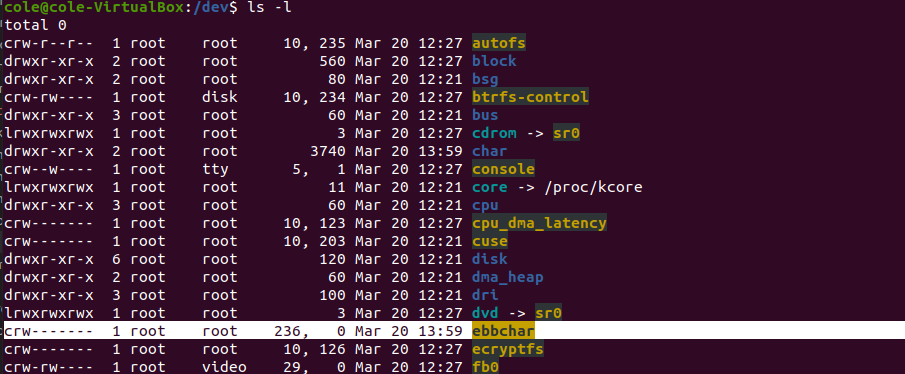 cole@cole-VirtualBox:/dev$ ls -l
total 0
crw-r--r--  1 root    root     10, 235 Mar 20 12:27 autofs
drwxr-xr-x  2 root    root         560 Mar 20 12:27 block
drwxr-xr-x  2 root    root          80 Mar 20 12:21 bsg
crw-rw----  1 root    disk     10, 234 Mar 20 12:27 btrfs-control
drwxr-xr-x  3 root    root          60 Mar 20 12:21 bus
lrwxrwxrwx  1 root    root           3 Mar 20 12:27 cdrom -> sr0
drwxr-xr-x  2 root    root        3740 Mar 20 13:59 char
crw--w----  1 root    tty       5,   1 Mar 20 12:27 console
lrwxrwxrwx  1 root    root          11 Mar 20 12:21 core -> /proc/kcore
drwxr-xr-x  3 root    root          60 Mar 20 12:21 cpu
crw-------  1 root    root     10, 123 Mar 20 12:27 cpu_dma_latency
crw-------  1 root    root     10, 203 Mar 20 12:21 cuse
drwxr-xr-x  6 root    root         120 Mar 20 12:21 disk
drwxr-xr-x  2 root    root          60 Mar 20 12:21 dma_heap
drwxr-xr-x  3 root    root         100 Mar 20 12:21 dri
lrwxrwxrwx  1 root    root           3 Mar 20 12:27 dvd -> sr0
crw-------  1 root    root    236,   0 Mar 20 13:59 ebbchar
crw-------  1 root    root     10, 126 Mar 20 12:27 ecryptfs
crw-rw----  1 root    video    29,   0 Mar 20 12:27 fb0